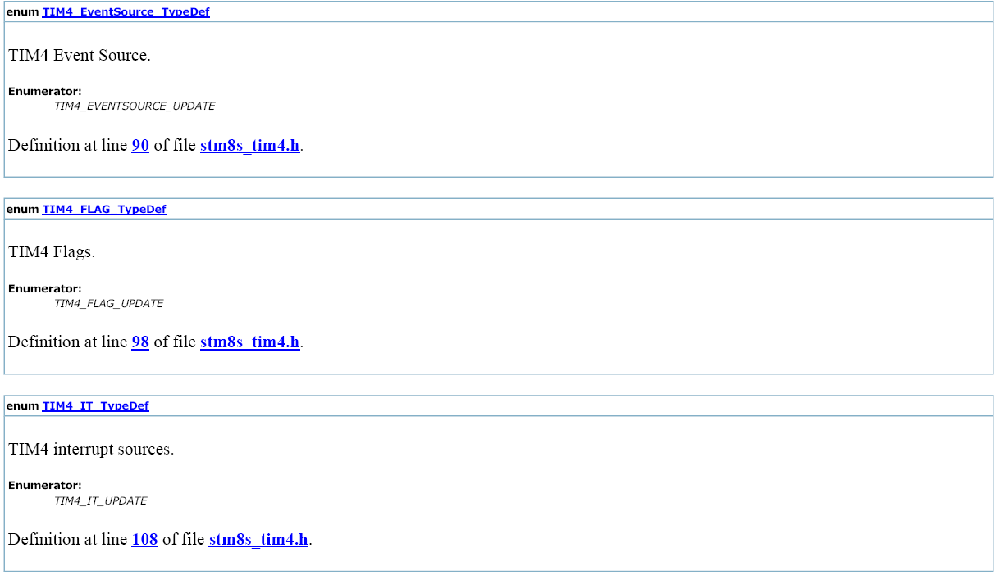 enum TIM4_EventSource_TypeDef
TIM4 Event Source.
Enumerator:
TIM4_EVENTSOURCE_UPDATE
Definition at line 90 of file stm8s_tim4.h.
enum TIM4_FLAG_TypeDef
TIM4 Flags.
Enumerator:
TIM4_FLAG_UPDATE
Definition at line 98 of file stm8s_tim4.h.
enum TIM4_IT_TypeDef
TIM4 interrupt sources.
Enumerator:
TIM4_IT_UPDATE
Definition at line 108 of file stm8s_tim4.h.